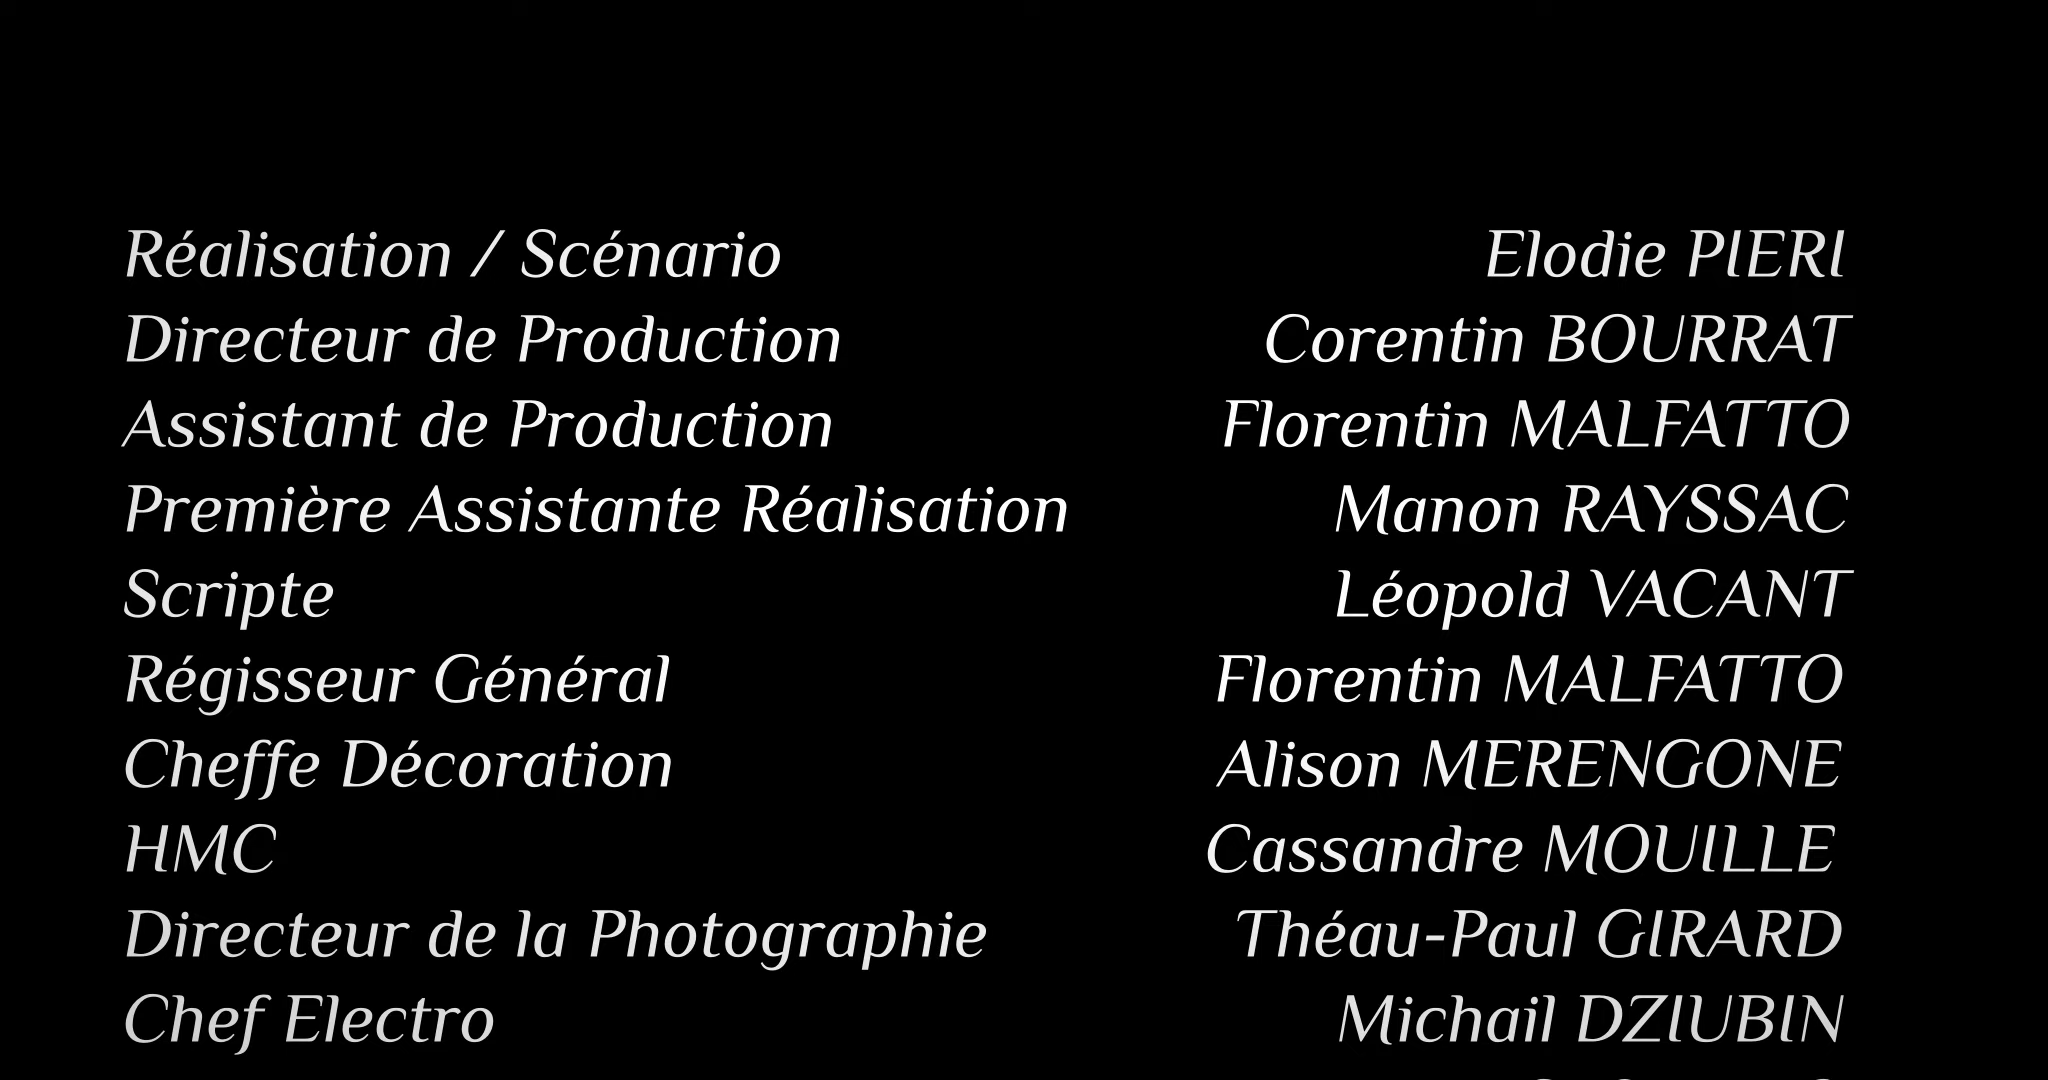 Réalisation / Scénario Elodie PIERI
Directeur de Production Corentin BOURRAT
Assistant de Production Florentin MALFATTO
Première Assistante Réalisation Manon RAYSSAC
Scripte Léopold VACANT
Régisseur Général Florentin MALFATTO
Cheffe Décoration Alison MERENGONE
HMC Cassandre MOUILLE
Directeur de la Photographie Théau-Paul GIRARD
Chef Electro Michail DZIUBIN